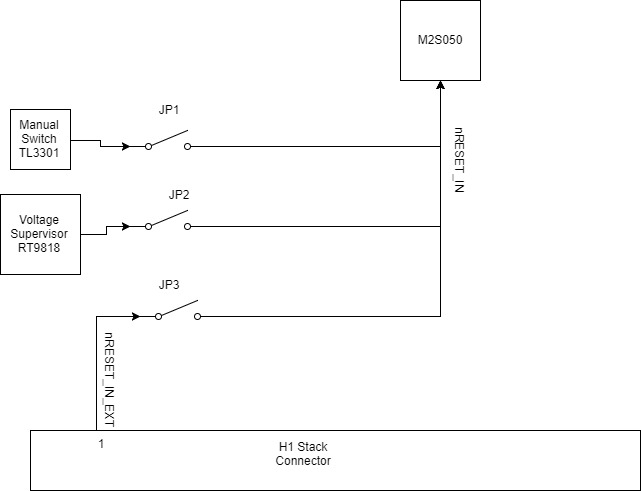 M2S050
JP1
Manual
Switch
TL3301
nRESET_IN
JP2
Voltage
Supervisor
RT9818
JP3
nRESET_IN_EXT
1
H1 Stack
Connector